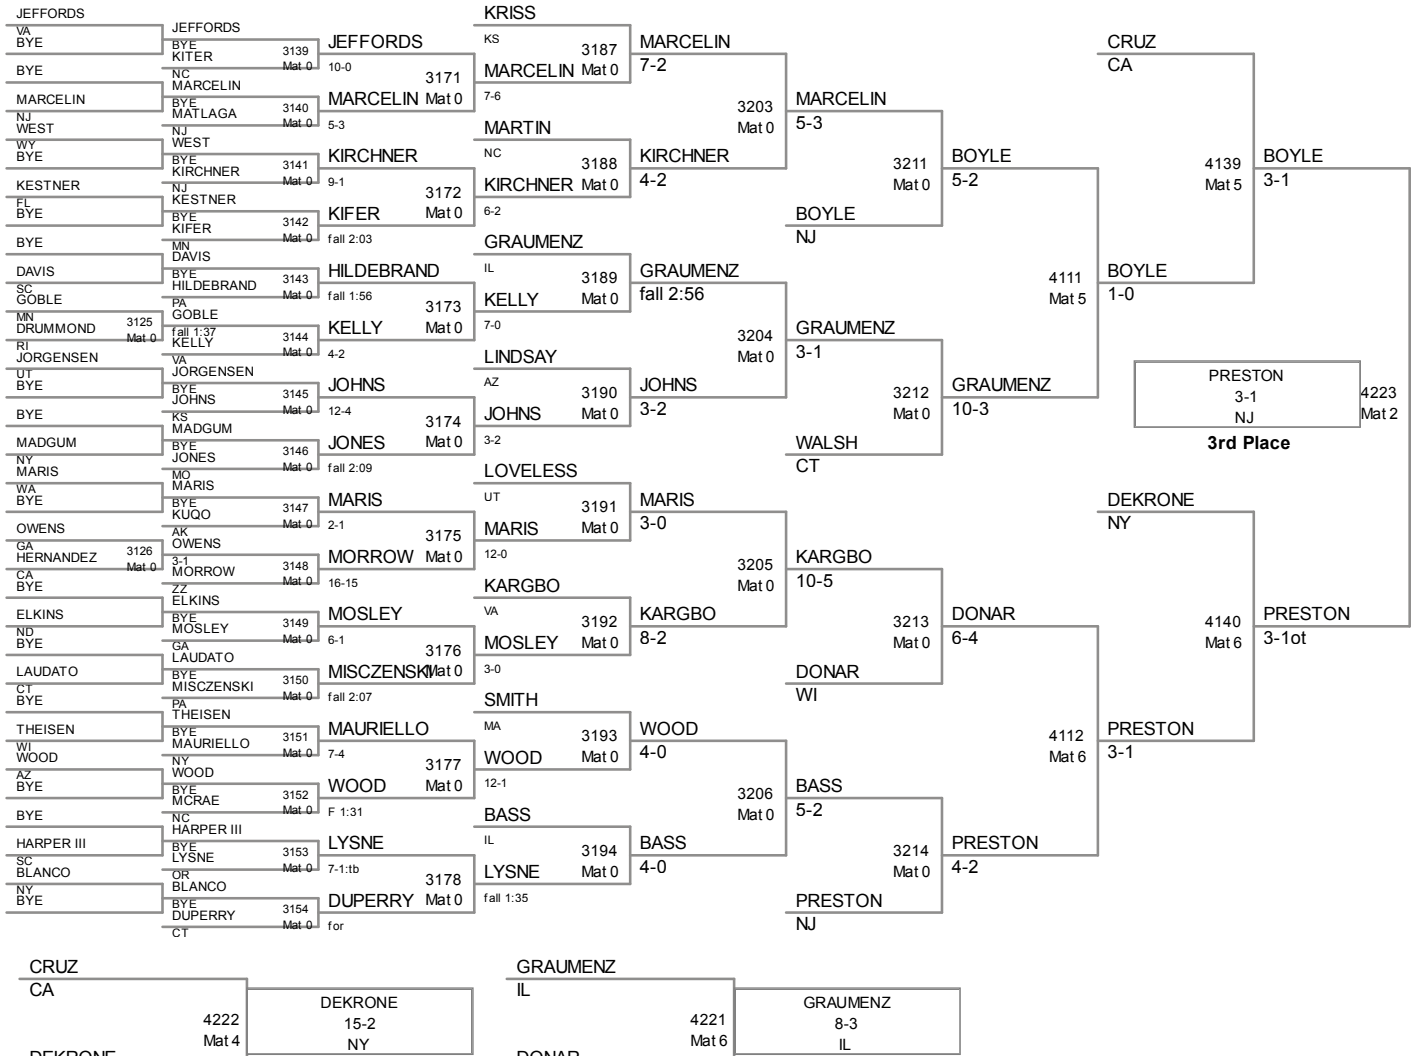 JEFFORDS
VA
BYE
BYE
MARCELIN
NJ
WEST
WY
BYE
KESTNER
FL
BYE
BYE
DAVIS
SC
GOBLE
MN
DRUMMOND
3125
Mat 0
RI
JORGENSEN
UT
BYE
BYE
MADGUM
NY
MARIS
WA
BYE
OWENS
GA
HERNANDEZ
3126
Mat 0
CA
BYE
ELKINS
ND
BYE
LAUDATO
CT
BYE
THEISEN
WI
WOOD
AZ
BYE
BYE
HARPER III
SC
BLANCO
NY
BYE
JEFFORDS
BYE
KITER
3139
Mat 0
NC
MARCELIN
BYE
MATLAGA
3140
Mat 0
NJ
WEST
BYE
KIRCHNER
3141
Mat 0
NJ
KESTNER
BYE
KIFER
3142
Mat 0
MN
DAVIS
BYE
HILDEBRAND
3143
Mat 0
PA
GOBLE
fall 1:37
KELLY
3144
Mat 0
VA
JORGENSEN
BYE
JOHNS
3145
Mat 0
KS
MADGUM
BYE
JONES
3146
Mat 0
MO
MARIS
BYE
KUQO
3147
Mat 0
AK
OWENS
3-1
MORROW
3148
Mat 0
ZZ
ELKINS
BYE
MOSLEY
3149
Mat 0
GA
LAUDATO
BYE
MISCZENSKI
3150
Mat 0
PA
THEISEN
BYE
MAURIELLO
3151
Mat 0
NY
WOOD
BYE
MCRAE
3152
Mat 0
NC
HARPER III
BYE
LYSNE
3153
Mat 0
OR
BLANCO
BYE
DUPERRY
3154
Mat 0
CT
JEFFORDS
10-0
3171
Mat 0
MARCELIN
5-3
KIRCHNER
9-1
3172
Mat 0
KIFER
fall 2:03
HILDEBRAND
fall 1:56
3173
Mat 0
KELLY
4-2
JOHNS
12-4
3174
Mat 0
JONES
fall 2:09
MARIS
2-1
3175
Mat 0
MORROW
16-15
MOSLEY
6-1
3176
Mat 0
MISCZENSKI
fall 2:07
MAURIELLO
7-4
3177
Mat 0
WOOD
F 1:31
LYSNE
7-1:tb
3178
Mat 0
DUPERRY
for
KRISS
KS
3187
Mat 0
MARCELIN
7-6
MARTIN
NC
3188
Mat 0
KIRCHNER
6-2
GRAUMENZ
IL
3189
Mat 0
KELLY
7-0
LINDSAY
AZ
3190
Mat 0
JOHNS
3-2
LOVELESS
UT
3191
Mat 0
MARIS
12-0
KARGBO
VA
3192
Mat 0
MOSLEY
3-0
SMITH
MA
3193
Mat 0
WOOD
12-1
BASS
IL
3194
Mat 0
LYSNE
fall 1:35
MARCELIN
7-2
3203
Mat 0
KIRCHNER
4-2
GRAUMENZ
fall 2:56
3204
Mat 0
JOHNS
3-2
MARIS
3-0
3205
Mat 0
KARGBO
8-2
WOOD
4-0
3206
Mat 0
BASS
4-0
MARCELIN
5-3
3211
Mat 0
BOYLE
NJ
GRAUMENZ
3-1
3212
Mat 0
WALSH
CT
KARGBO
10-5
3213
Mat 0
DONAR
WI
BASS
5-2
3214
Mat 0
PRESTON
NJ
BOYLE
5-2
4111
Mat 5
GRAUMENZ
10-3
DONAR
6-4
4112
Mat 6
PRESTON
4-2
CRUZ
CA
4139
Mat 5
BOYLE
1-0
DEKRONE
NY
4140
Mat 6
PRESTON
3-1
BOYLE
3-1
PRESTON
3-1ot
PRESTON
3-1
NJ
4223
Mat 2
3rd Place
CRUZ
CA
4222
Mat 4
DEKRONE
DEKRONE
15-2
NY
GRAUMENZ
IL
4221
Mat 6
DONAR
GRAUMENZ
8-3
IL